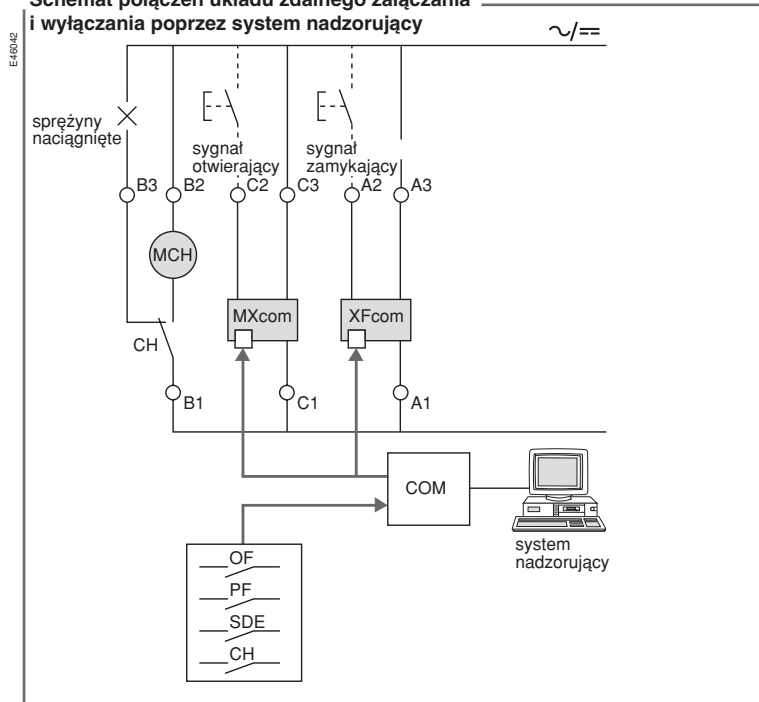 Schemat połączeń układu zdalnego załączania
i wyłączania poprzez system nadzorujący
E46042
sprężyny
naciągnięte
sygnał
otwierający
sygnał
zamykający
B3
B2
C2
C3
A2
A3
MCH
MXcom
XFcom
CH
B1
C1
A1
COM
system
nadzorujący
OF
PF
SDE
CH